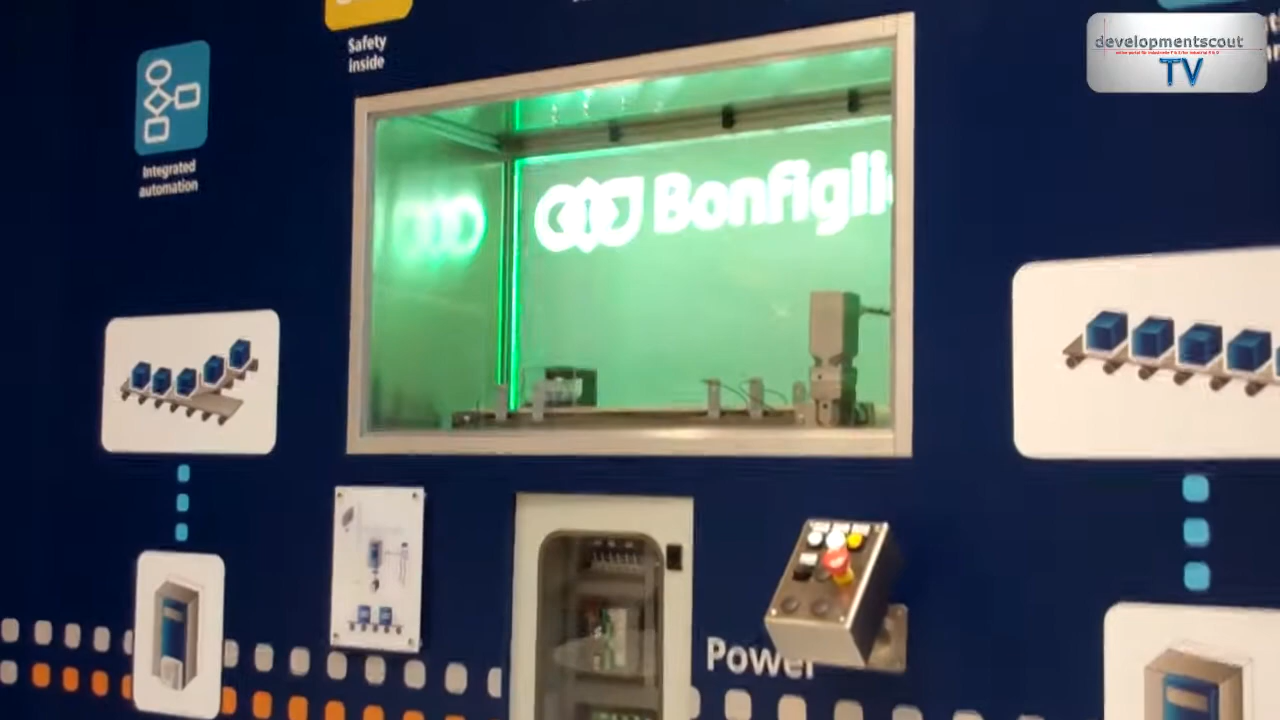 Safety
inside
developmentscout
TV
Integrated
automation
Bonfigli
Power